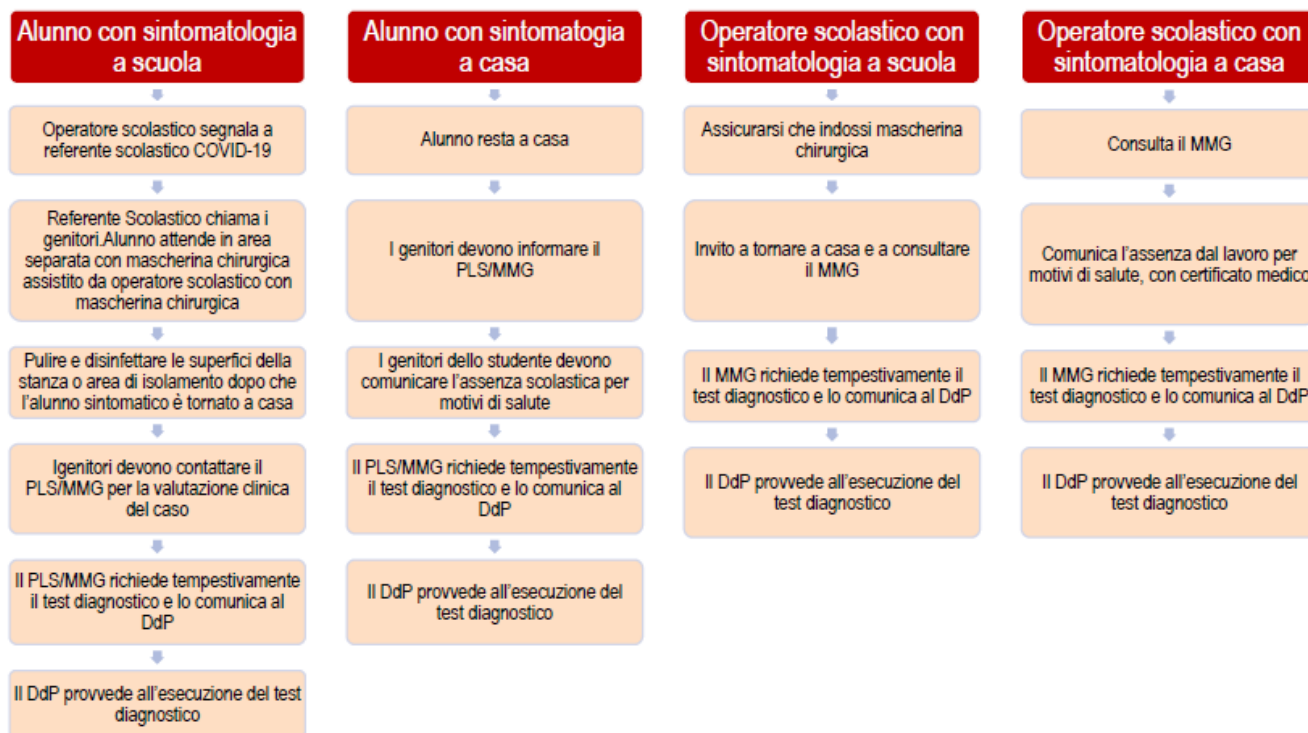 Alunno con sintomatologia
a scuola
Operatore scolastico segnala a
referente scolastico COVID-19
Referente Scolastico chiama i
genitori.Alunno attende in area
separata con mascherina chirurgica
assistito da operatore scolastico con
mascherina chirurgica
Pulire e disinfettare le superfici della
stanza o area di isolamento dopo che
l'alunno sintomatico è tornato a casa
Igenitori devono contattare il
PLS/MMG per la valutazione clinica
del caso
Il PLS/MMG richiede tempestivamente
il test diagnostico e lo comunica al
DdP
Il DdP provvede all'esecuzione del test
diagnostico
Alunno con sintomatogia
a casa
Alunno resta a casa
I genitori devono informare il
PLS/MMG
I genitori dello studente devono
comunicare l'assenza scolastica per
motivi di salute
Il PLS/MMG richiede tempestivamente
il test diagnostico e lo comunica al
DdP
Il DdP provvede all'esecuzione del
test diagnostico
Operatore scolastico con
sintomatologia a scuola
Assicurarsi che indossi mascherina
chirurgica
Invito a tornare a casa e a consultare
il MMG
Il MMG richiede tempestivamente il
test diagnostico e lo comunica al DdP
Il DdP provvede all'esecuzione del
test diagnostico
Operatore scolastico con
sintomatologia a casa
Consulta il MMG
Comunica l'assenza dal lavoro per
motivi di salute, con certificato medico
Il MMG richiede tempestivamente il
test diagnostico e lo comunica al DdP
Il DdP provvede all'esecuzione del
test diagnostico